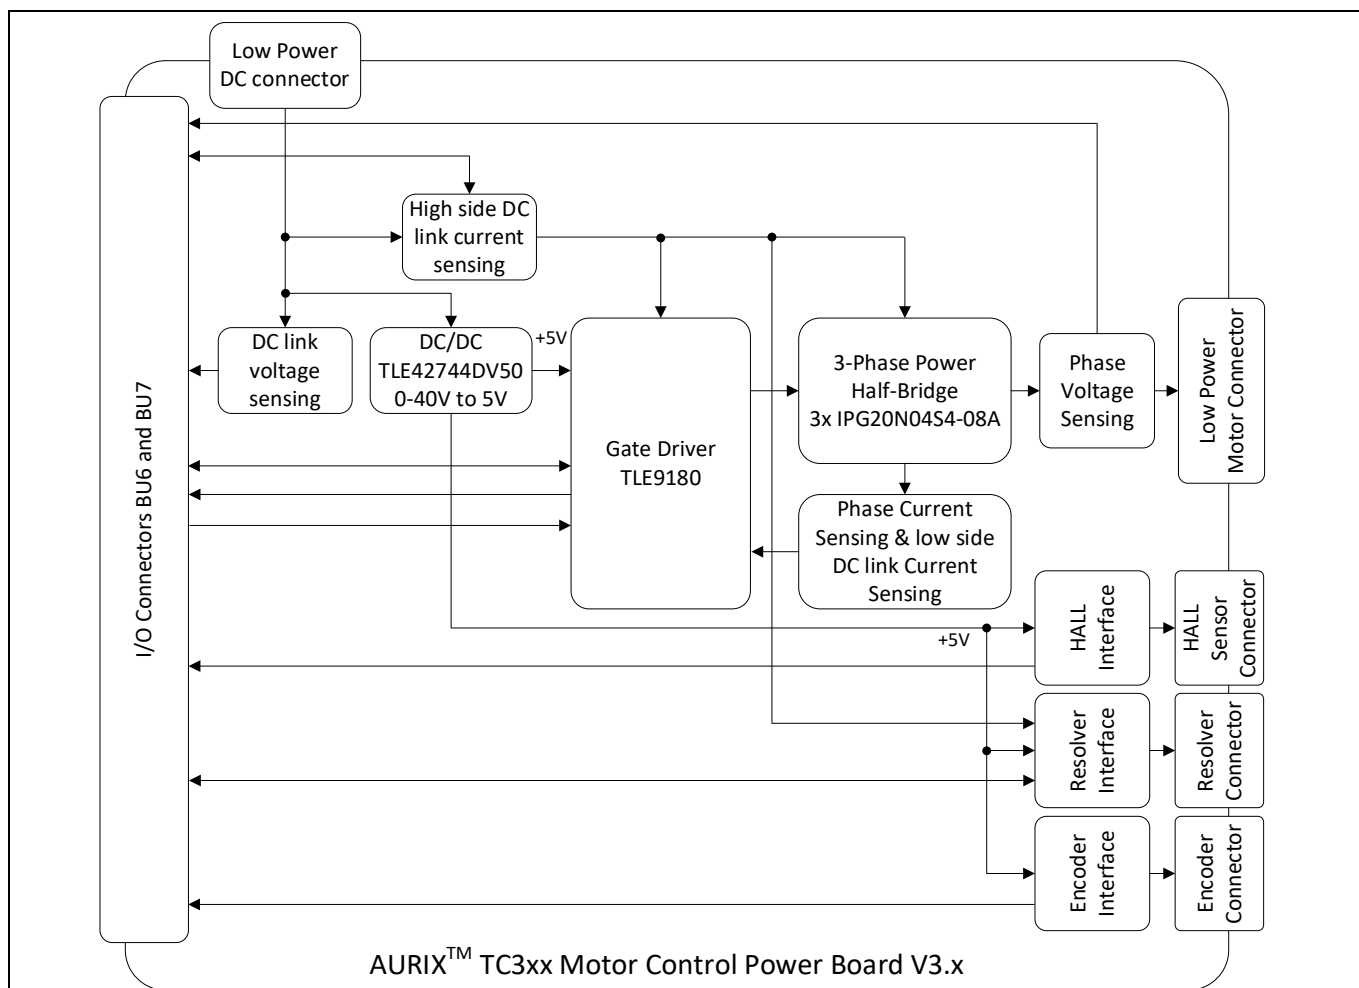 Low Power
DC connector
I/O Connectors BU6 and BU7
High side DC
link current
sensing
DC link
voltage
sensing
DC/DC
TLE42744DV50
0-40V to 5V
+5V
Gate Driver
TLE9180
3-Phase Power
Half-Bridge
3x IPG20N04S4-08A
Phase
Voltage
Sensing
Low Power
Motor Connector
Phase Current
Sensing & low side
DC link Current
Sensing
+5V
HALL
Interface
HALL
Sensor
Connector
Resolver
Interface
Resolver
Connector
Encoder
Interface
Encoder
Connector
AURIX™ TC3xx Motor Control Power Board V3.x